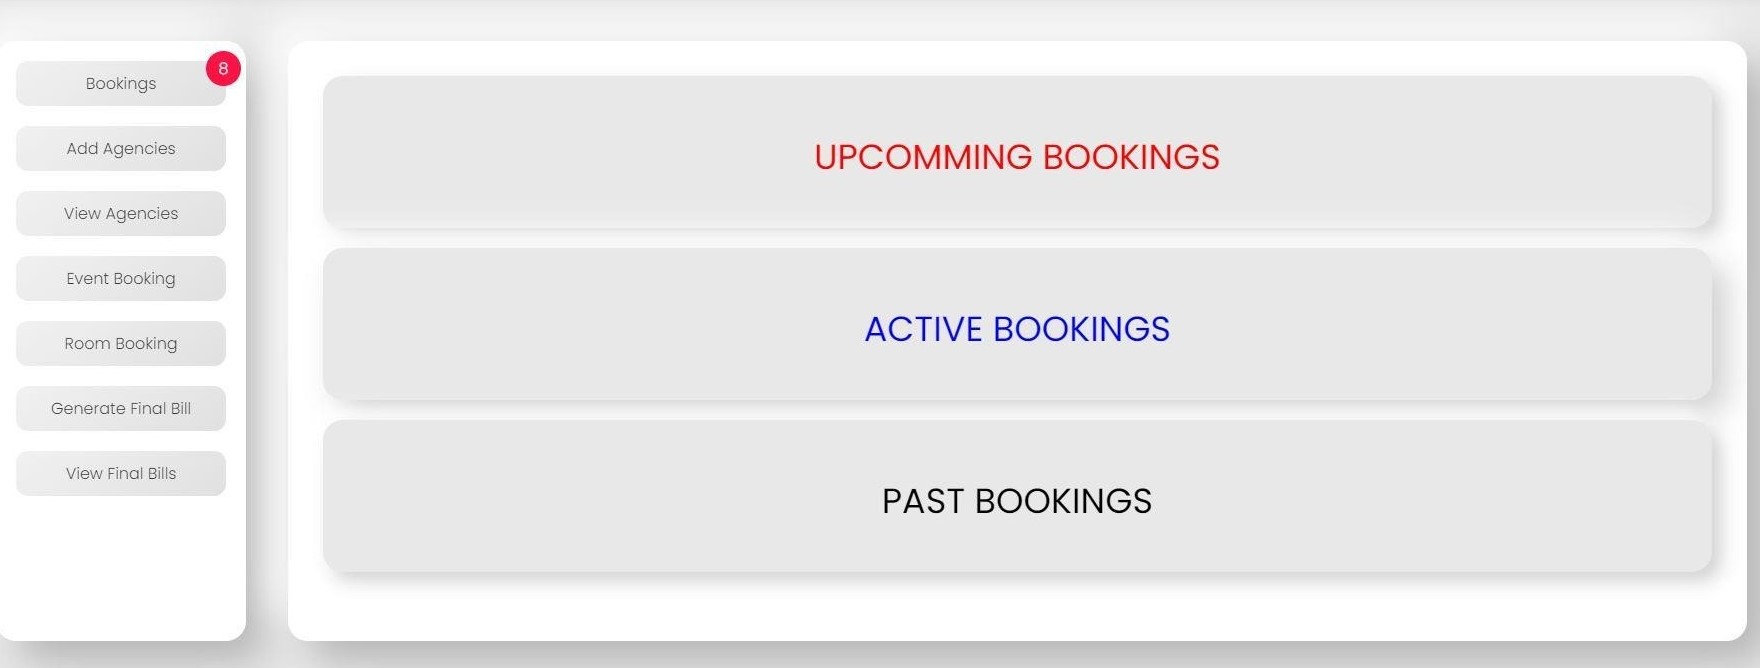 Bookings
8
Add Agencies
View Agencies
Event Booking
Room Booking
Generate Final Bill
View Final Bills
UPCOMMING BOOKINGS
ACTIVE BOOKINGS
PAST BOOKINGS